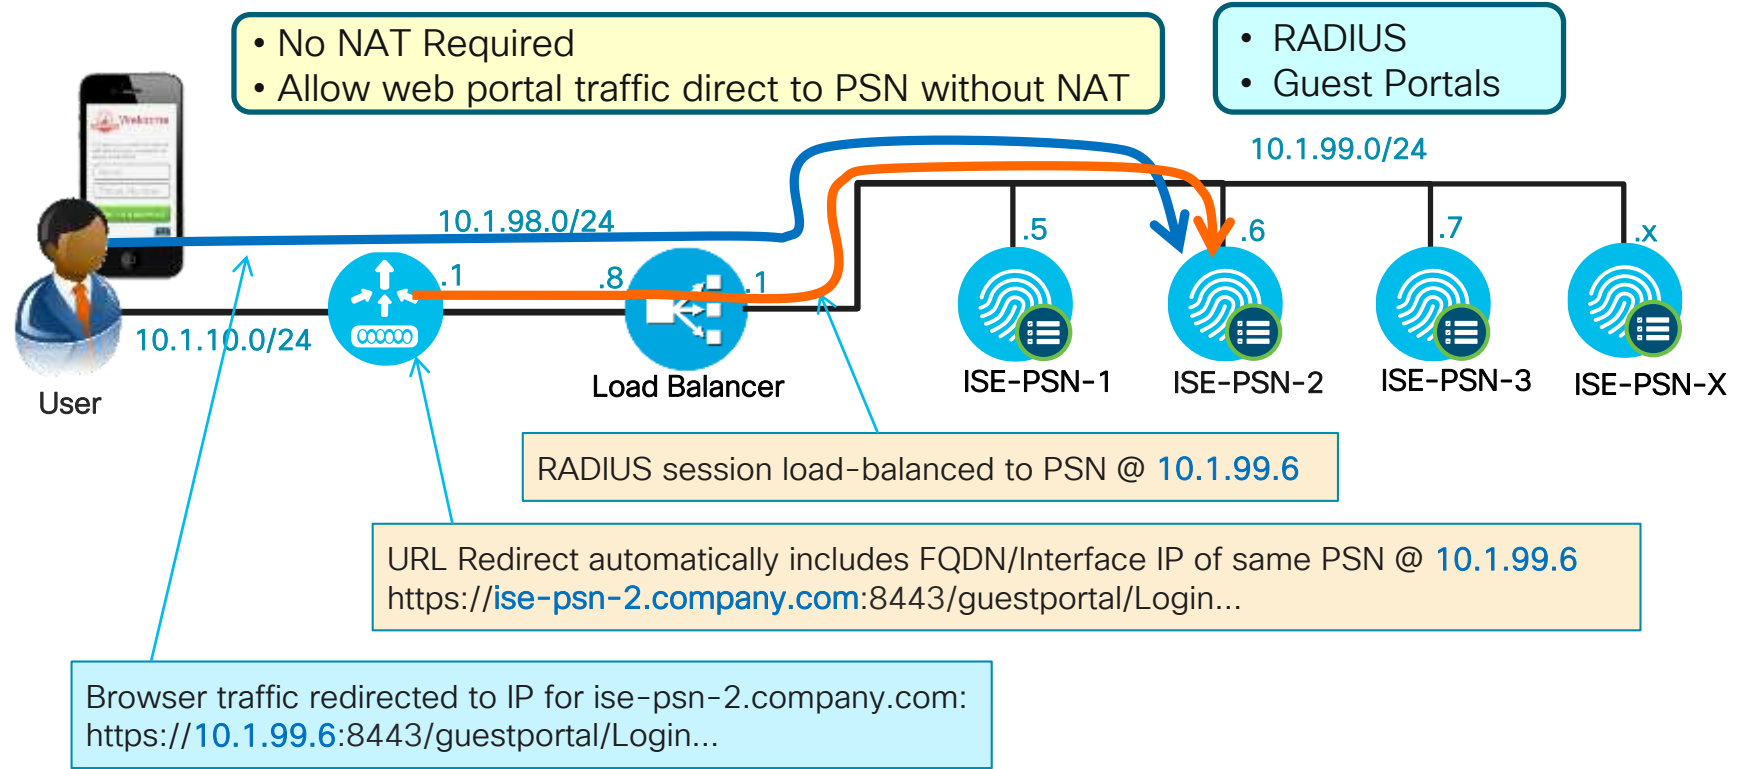 • No NAT Required
• Allow web portal traffic direct to PSN without NAT
• RADIUS
• Guest Portals
Welcome
10.1.99.0/24
10.1.98.0/24
.5
.6
.7
.x
.1
.8
.1
10.1.10.0/24
User
Load Balancer
ISE-PSN-1
ISE-PSN-2
ISE-PSN-3
ISE-PSN-X
RADIUS session load-balanced to PSN @ 10.1.99.6
URL Redirect automatically includes FQDN/Interface IP of same PSN @ 10.1.99.6
https://ise-psn-2.company.com:8443/guestportal/Login...
Browser traffic redirected to IP for ise-psn-2.company.com:
https://10.1.99.6:8443/guestportal/Login...